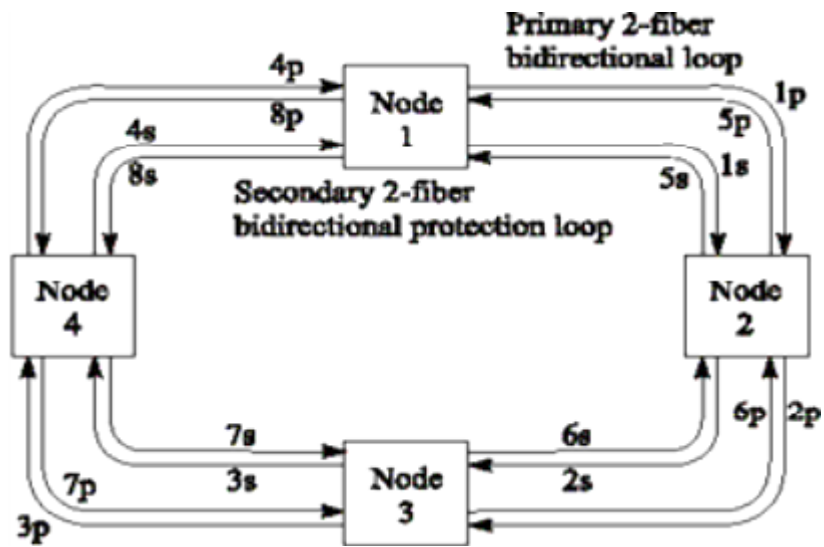 Primary 2-fiber
bidirectional loop
4p
1p
Node
1
8p
5p
4s
1s
8s
5s
Secondary 2-fiber
bidirectional protection loop
Node
4
Node
2
6p
2p
7s
6s
3s
2s
7p
Node
3
3p